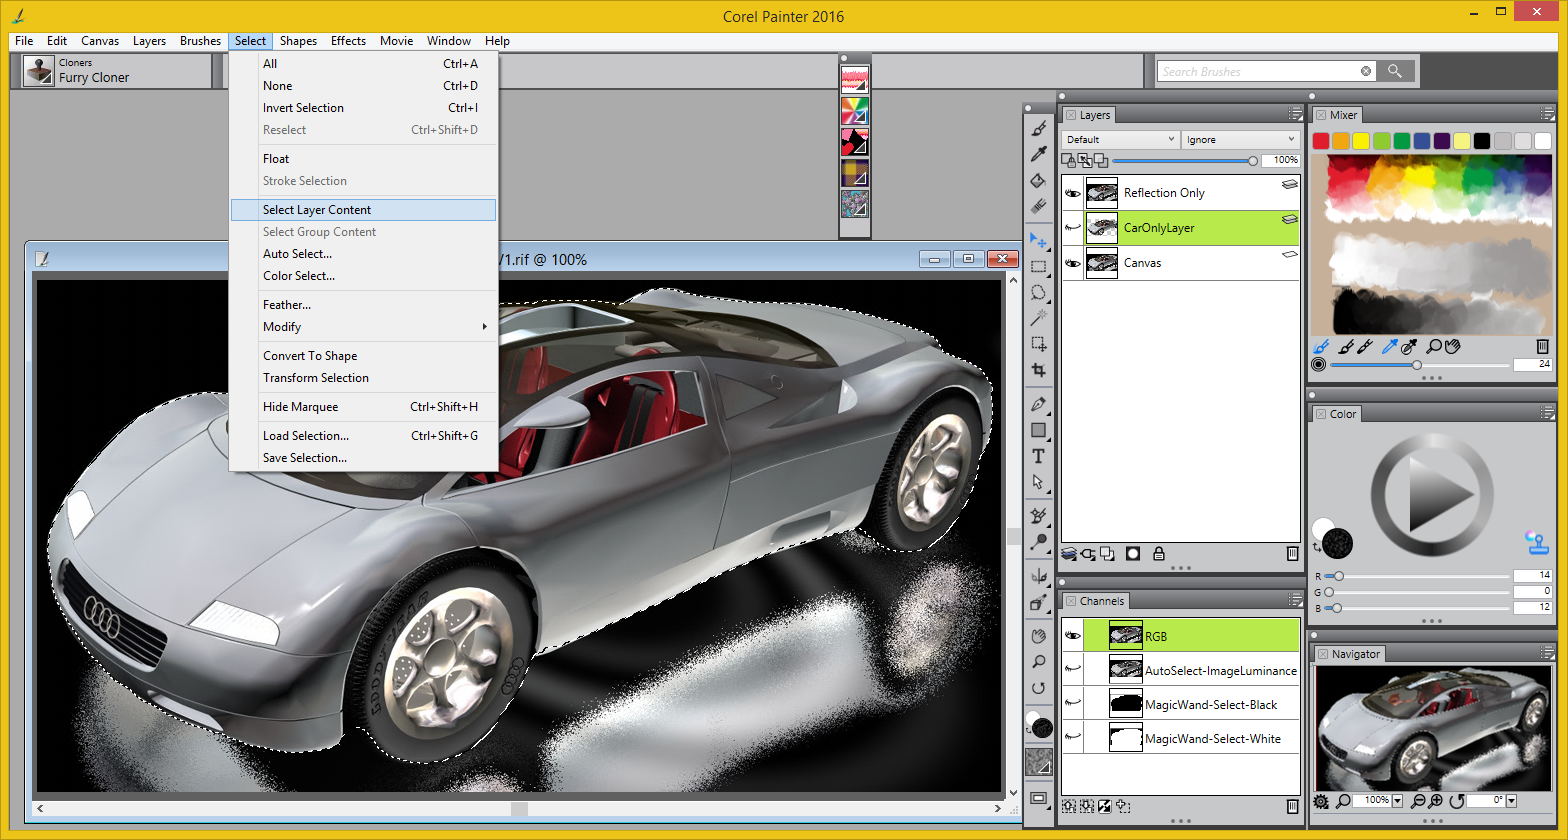 Corel Painter 2016
File Edit Canvas Layers Brushes Select Shapes Effects Movie Window Help
Cloners
Furry Cloner
Search Brushes
All Ctrl+A
None Ctrl+D
Invert Selection Ctrl+I
Reselect Ctrl+Shift+D
Float
Stroke Selection
Select Layer Content
Select Group Content
Auto Select...
Color Select...
Feather...
Modify
Convert To Shape
Transform Selection
Hide Marquee Ctrl+Shift+H
Load Selection... Ctrl+Shift+G
Save Selection...
/1.rif @ 100%
GOODYEAR
T
Layers
Default Ignore
100%
Reflection Only
CarOnlyLayer
Canvas
Channels
RGB
AutoSelect-ImageLuminance
MagicWand-Select-Black
MagicWand-Select-White
Mixer
24
Color
R 14
G 0
B 12
Navigator
100% 0°